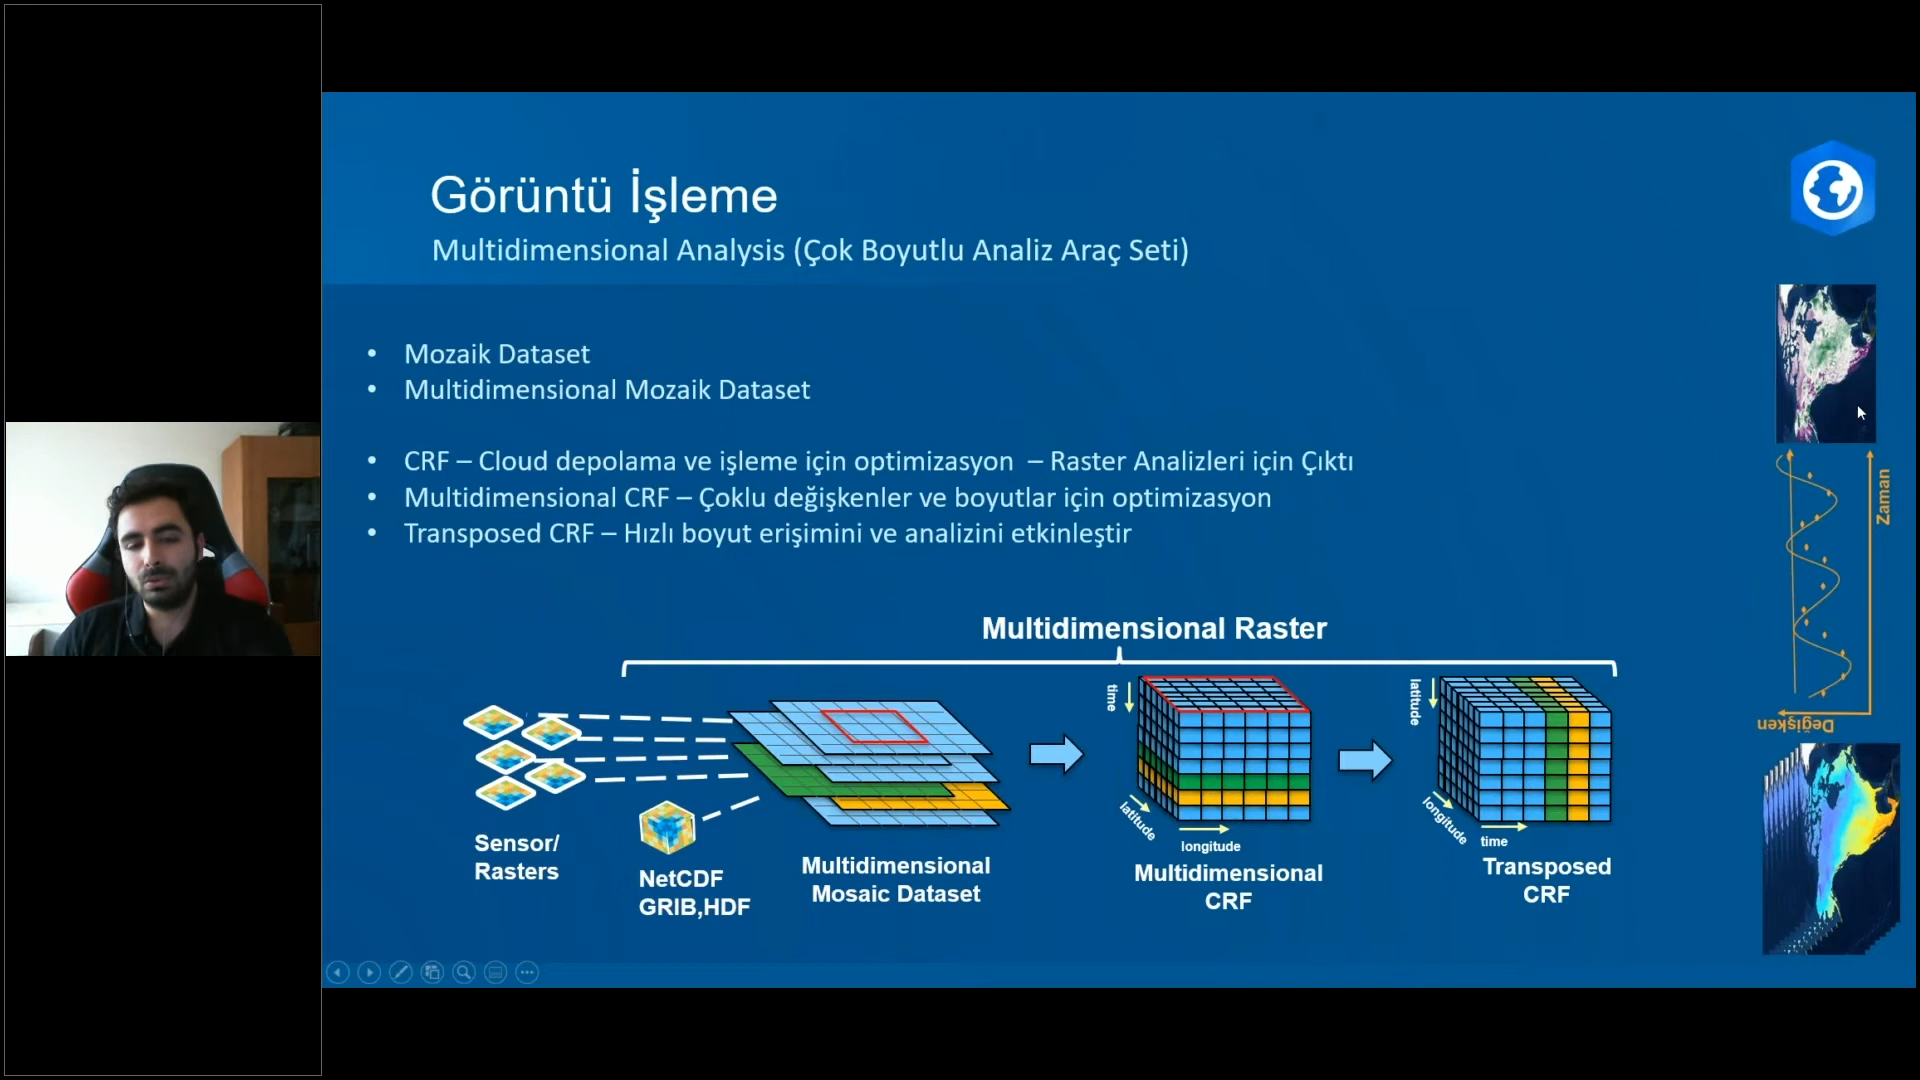 Görüntü İşleme
Multidimensional Analysis (Çok Boyutlu Analiz Araç Seti)
• Mozaik Dataset
• Multidimensional Mozaik Dataset
• CRF – Cloud depolama ve işleme için optimizasyon – Raster Analizleri için Çıktı
• Multidimensional CRF – Çoklu değişkenler ve boyutlar için optimizasyon
• Transposed CRF – Hızlı boyut erişimini ve analizini etkinleştir
Multidimensional Raster
Sensor/
Rasters
NetCDF
GRIB,HDF
Multidimensional
Mosaic Dataset
time
latitude
longitude
Multidimensional
CRF
latitude
longitude
time
Transposed
CRF
Zaman
Değişken